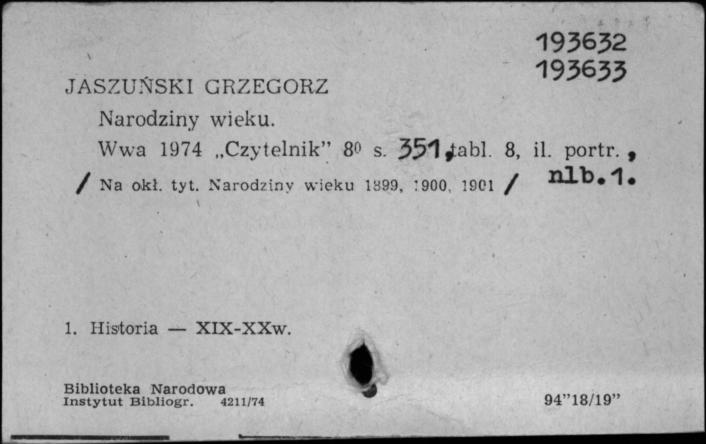 193632
193633
JASZUŃSKI GRZEGORZ
Narodziny wieku.
Wwa 1974 „Czytelnik” 8⁰ s. 351, tabl. 8, il. portr. ,
/ Na okł. tyt. Narodziny wieku 1899, 1900, 1901 / nlb.1.
1. Historia — XIX-XXw.
Biblioteka Narodowa
Instytut Bibliogr. 4211/74
94”18/19”